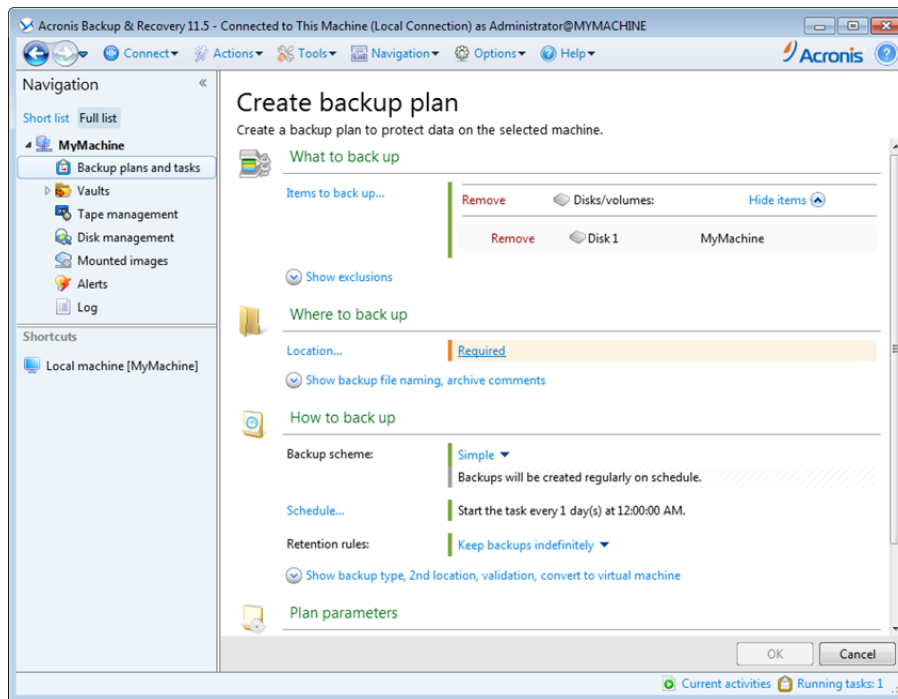 Acronis Backup & Recovery 11.5 - Connected to This Machine (Local Connection) as Administrator@MYMACHINE
Connect Actions Tools Navigation Options Help Acronis
Navigation
Short list Full list
MyMachine
Backup plans and tasks
Vaults
Tape management
Disk management
Mounted images
Alerts
Log
Shortcuts
Local machine [MyMachine]
Create backup plan
Create a backup plan to protect data on the selected machine.
What to back up
Items to back up... Remove Disks/volumes: Hide items
Remove Disk 1 MyMachine
Show exclusions
Where to back up
Location... Required
Show backup file naming, archive comments
How to back up
Backup scheme: Simple
Backups will be created regularly on schedule.
Schedule... Start the task every 1 day(s) at 12:00:00 AM.
Retention rules: Keep backups indefinitely
Show backup type, 2nd location, validation, convert to virtual machine
Plan parameters
OK Cancel
Current activities Running tasks: 1